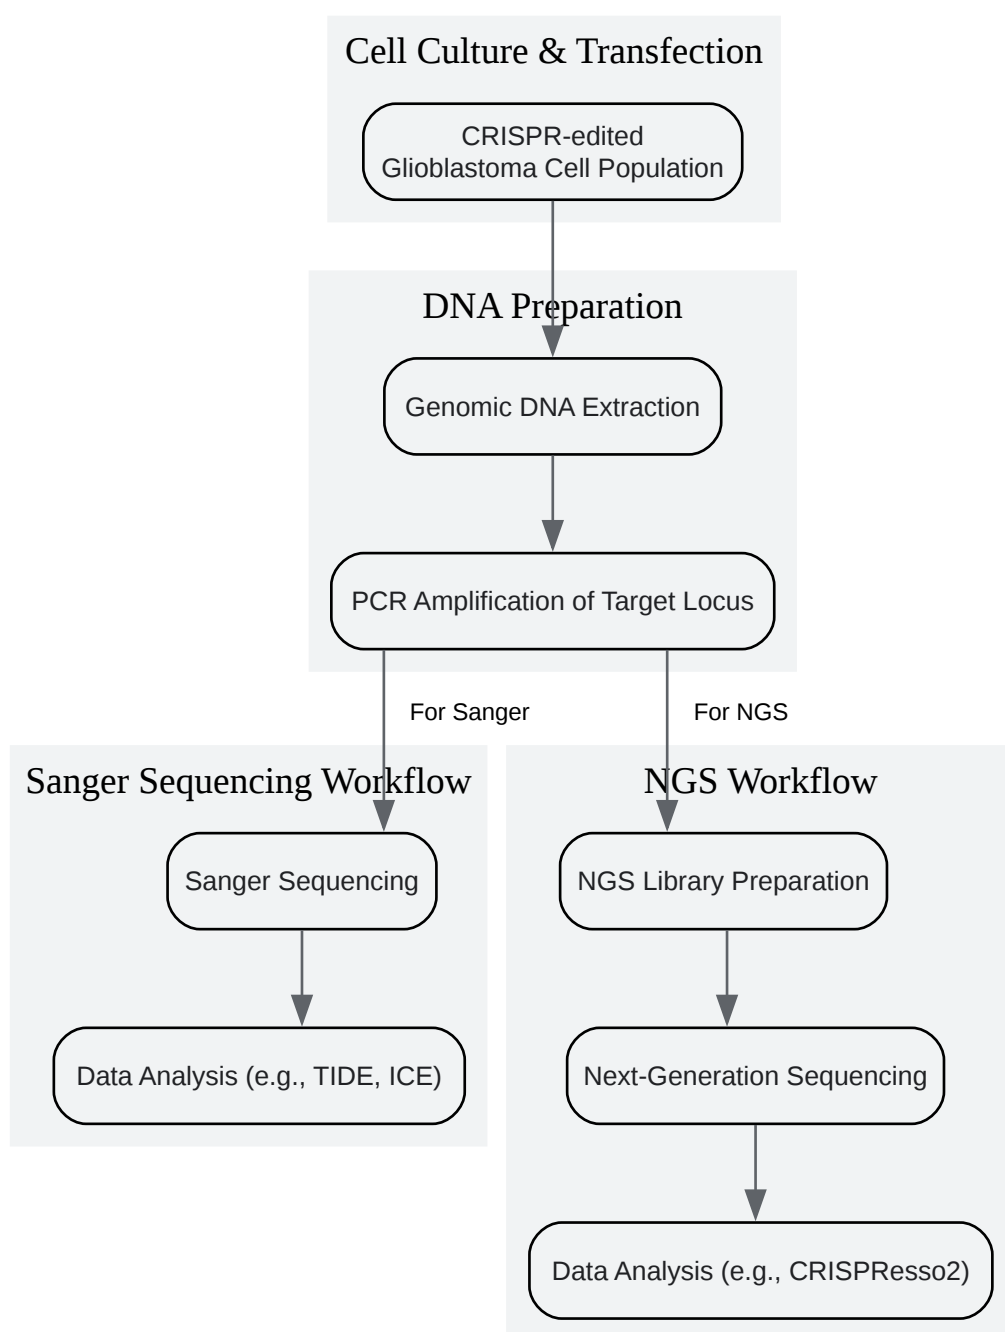 Cell Culture & Transfection
CRISPR-edited
Glioblastoma Cell Population
DNA Preparation
Genomic DNA Extraction
PCR Amplification of Target Locus
For Sanger
For NGS
Sanger Sequencing Workflow
Sanger Sequencing
Data Analysis (e.g., TIDE, ICE)
NGS Workflow
NGS Library Preparation
Next-Generation Sequencing
Data Analysis (e.g., CRISPResso2)